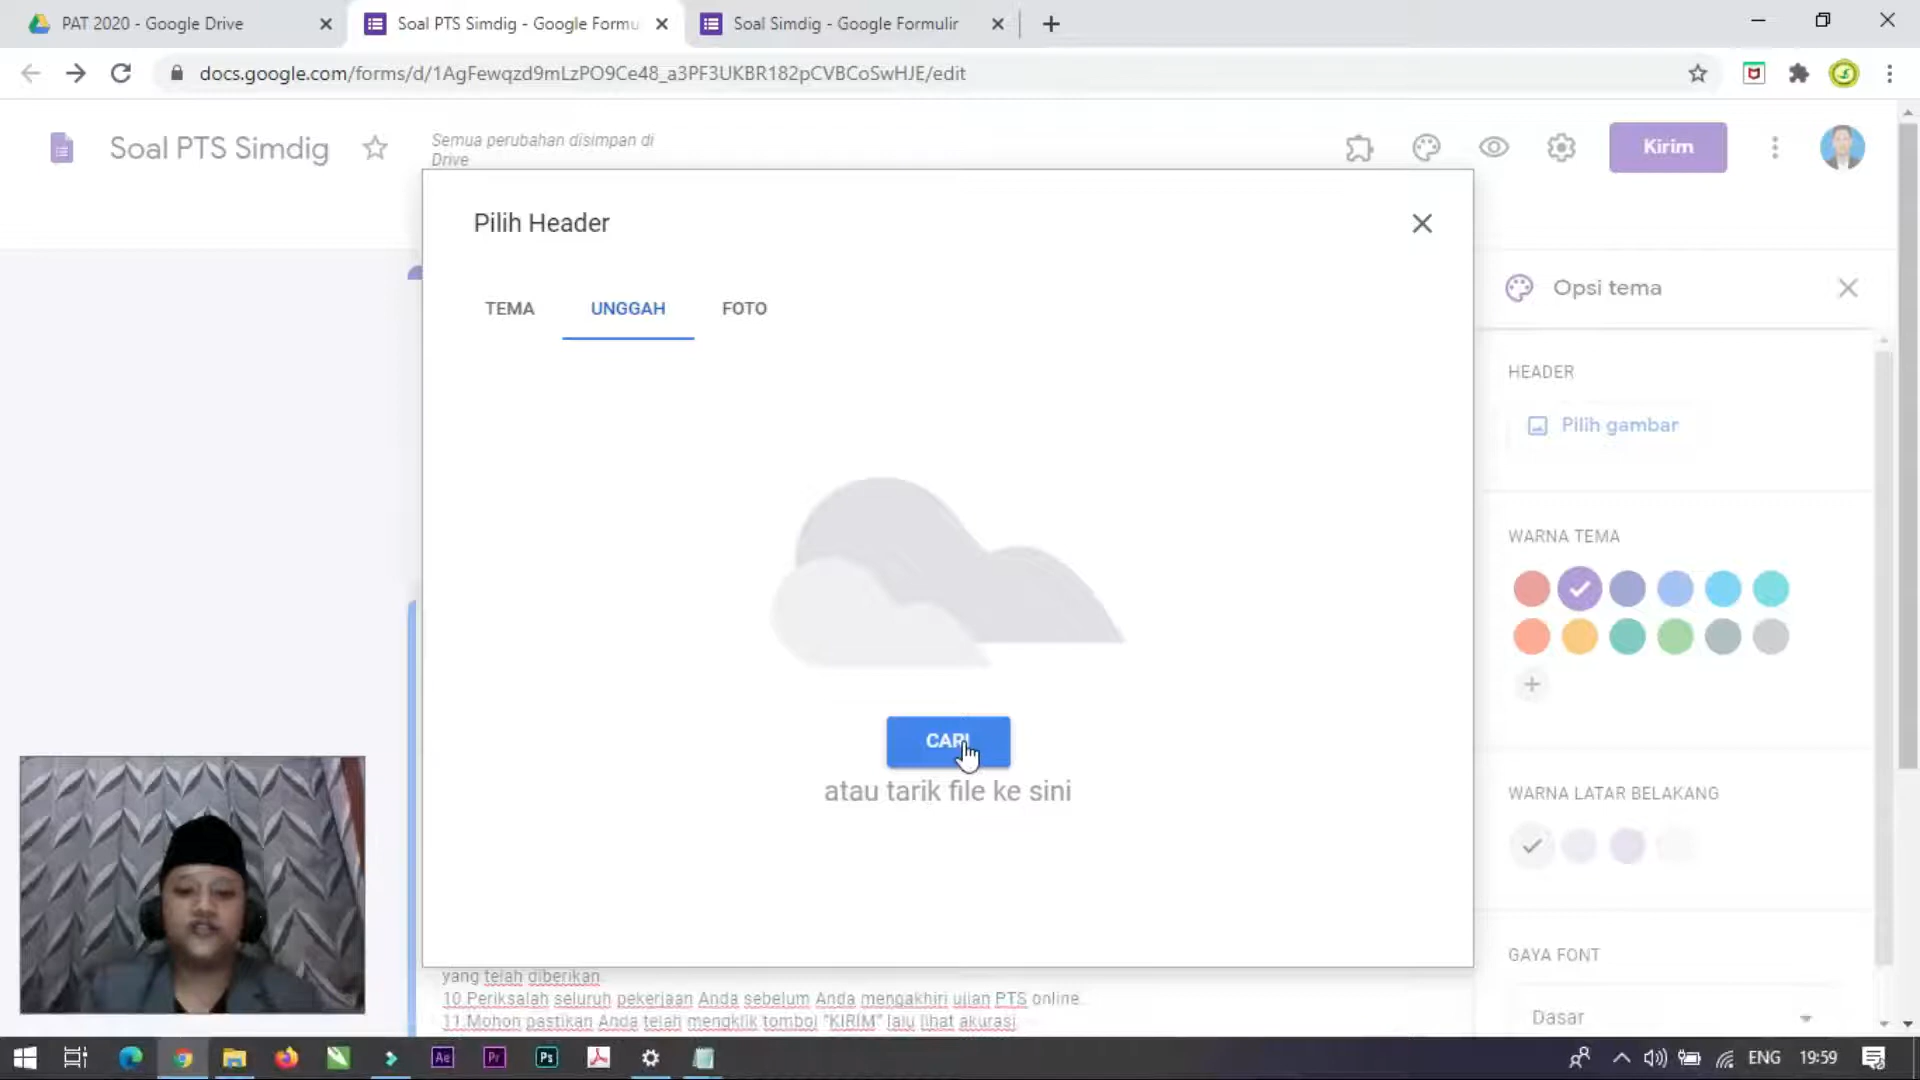 PAT 2020 - Google Drive
Soal PTS Simdig - Google Formu
Soal Simdig - Google Formulir
docs.google.com/forms/d/1AgFewqzd9mLzPO9Ce48_a3PF3UKBR182pCVBCoSwHJE/edit
Soal PTS Simdig
Semua perubahan disimpan di
Drive
Kirim
Pilih Header
TEMA
UNGGAH
FOTO
CARI
atau tarik file ke sini
Opsi tema
HEADER
Pilih gambar
WARNA TEMA
WARNA LATAR BELAKANG
GAYA FONT
Dasar
yang telah diberikan.
10.Periksalah seluruh pekerjaan Anda sebelum Anda mengakhiri ujian PTS online.
11.Mohon pastikan Anda telah mengklik tombol "KIRIM" lalu lihat akurasi.
Ae
Pr
Ps
ENG
19:59